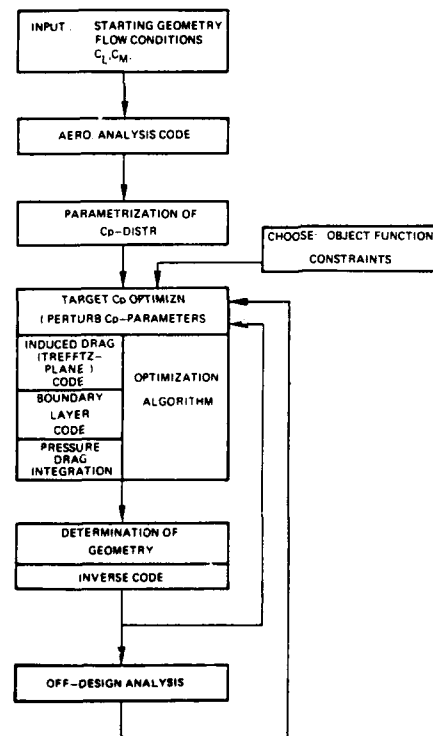 INPUT: STARTING GEOMETRY
FLOW CONDITIONS
CL, CM.
AERO. ANALYSIS CODE
PARAMETRIZATION OF
Cp-DISTR
CHOOSE: OBJECT FUNCTION
CONSTRAINTS
TARGET Cp OPTIMIZN
( PERTURB Cp-PARAMETERS
INDUCED DRAG
(TREFFTZ-
PLANE )
CODE
BOUNDARY
LAYER
CODE
PRESSURE
DRAG
INTEGRATION
OPTIMIZATION
ALGORITHM
DETERMINATION OF
GEOMETRY
INVERSE CODE
OFF-DESIGN ANALYSIS